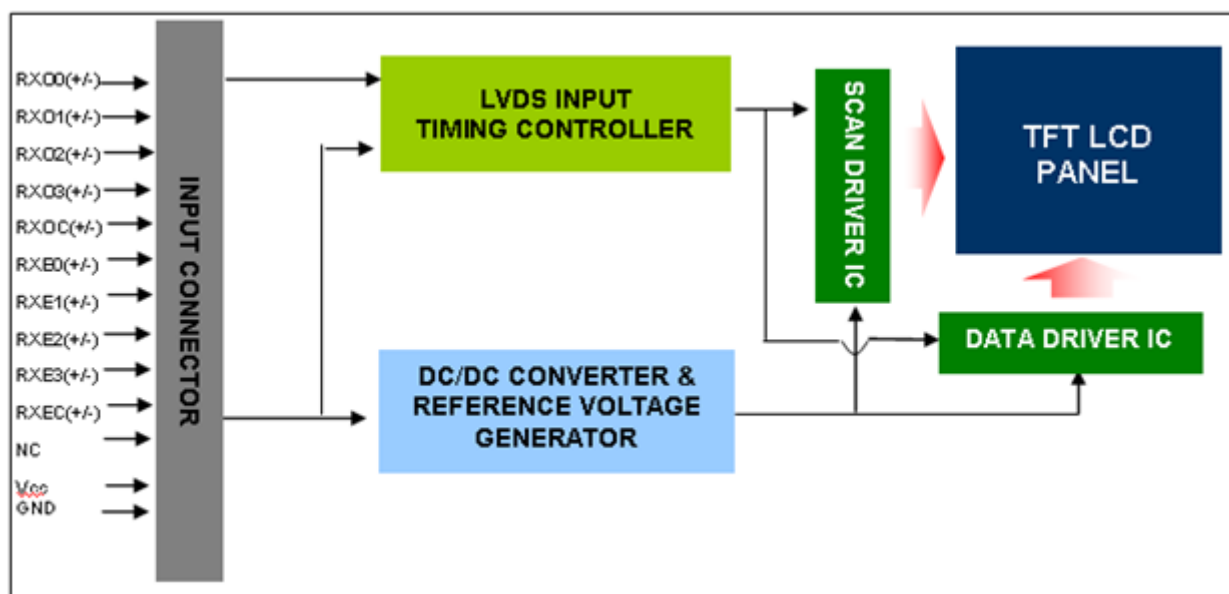 RXO0(+/-)
RXO1(+/-)
RXO2(+/-)
RXO3(+/-)
RXOC(+/-)
RXE0(+/-)
RXE1(+/-)
RXE2(+/-)
RXE3(+/-)
RXEC(+/-)
NC
Vcc
GND
INPUT CONNECTOR
LVDS INPUT
TIMING CONTROLLER
DC/DC CONVERTER &
REFERENCE VOLTAGE
GENERATOR
SCAN DRIVER IC
TFT LCD
PANEL
DATA DRIVER IC